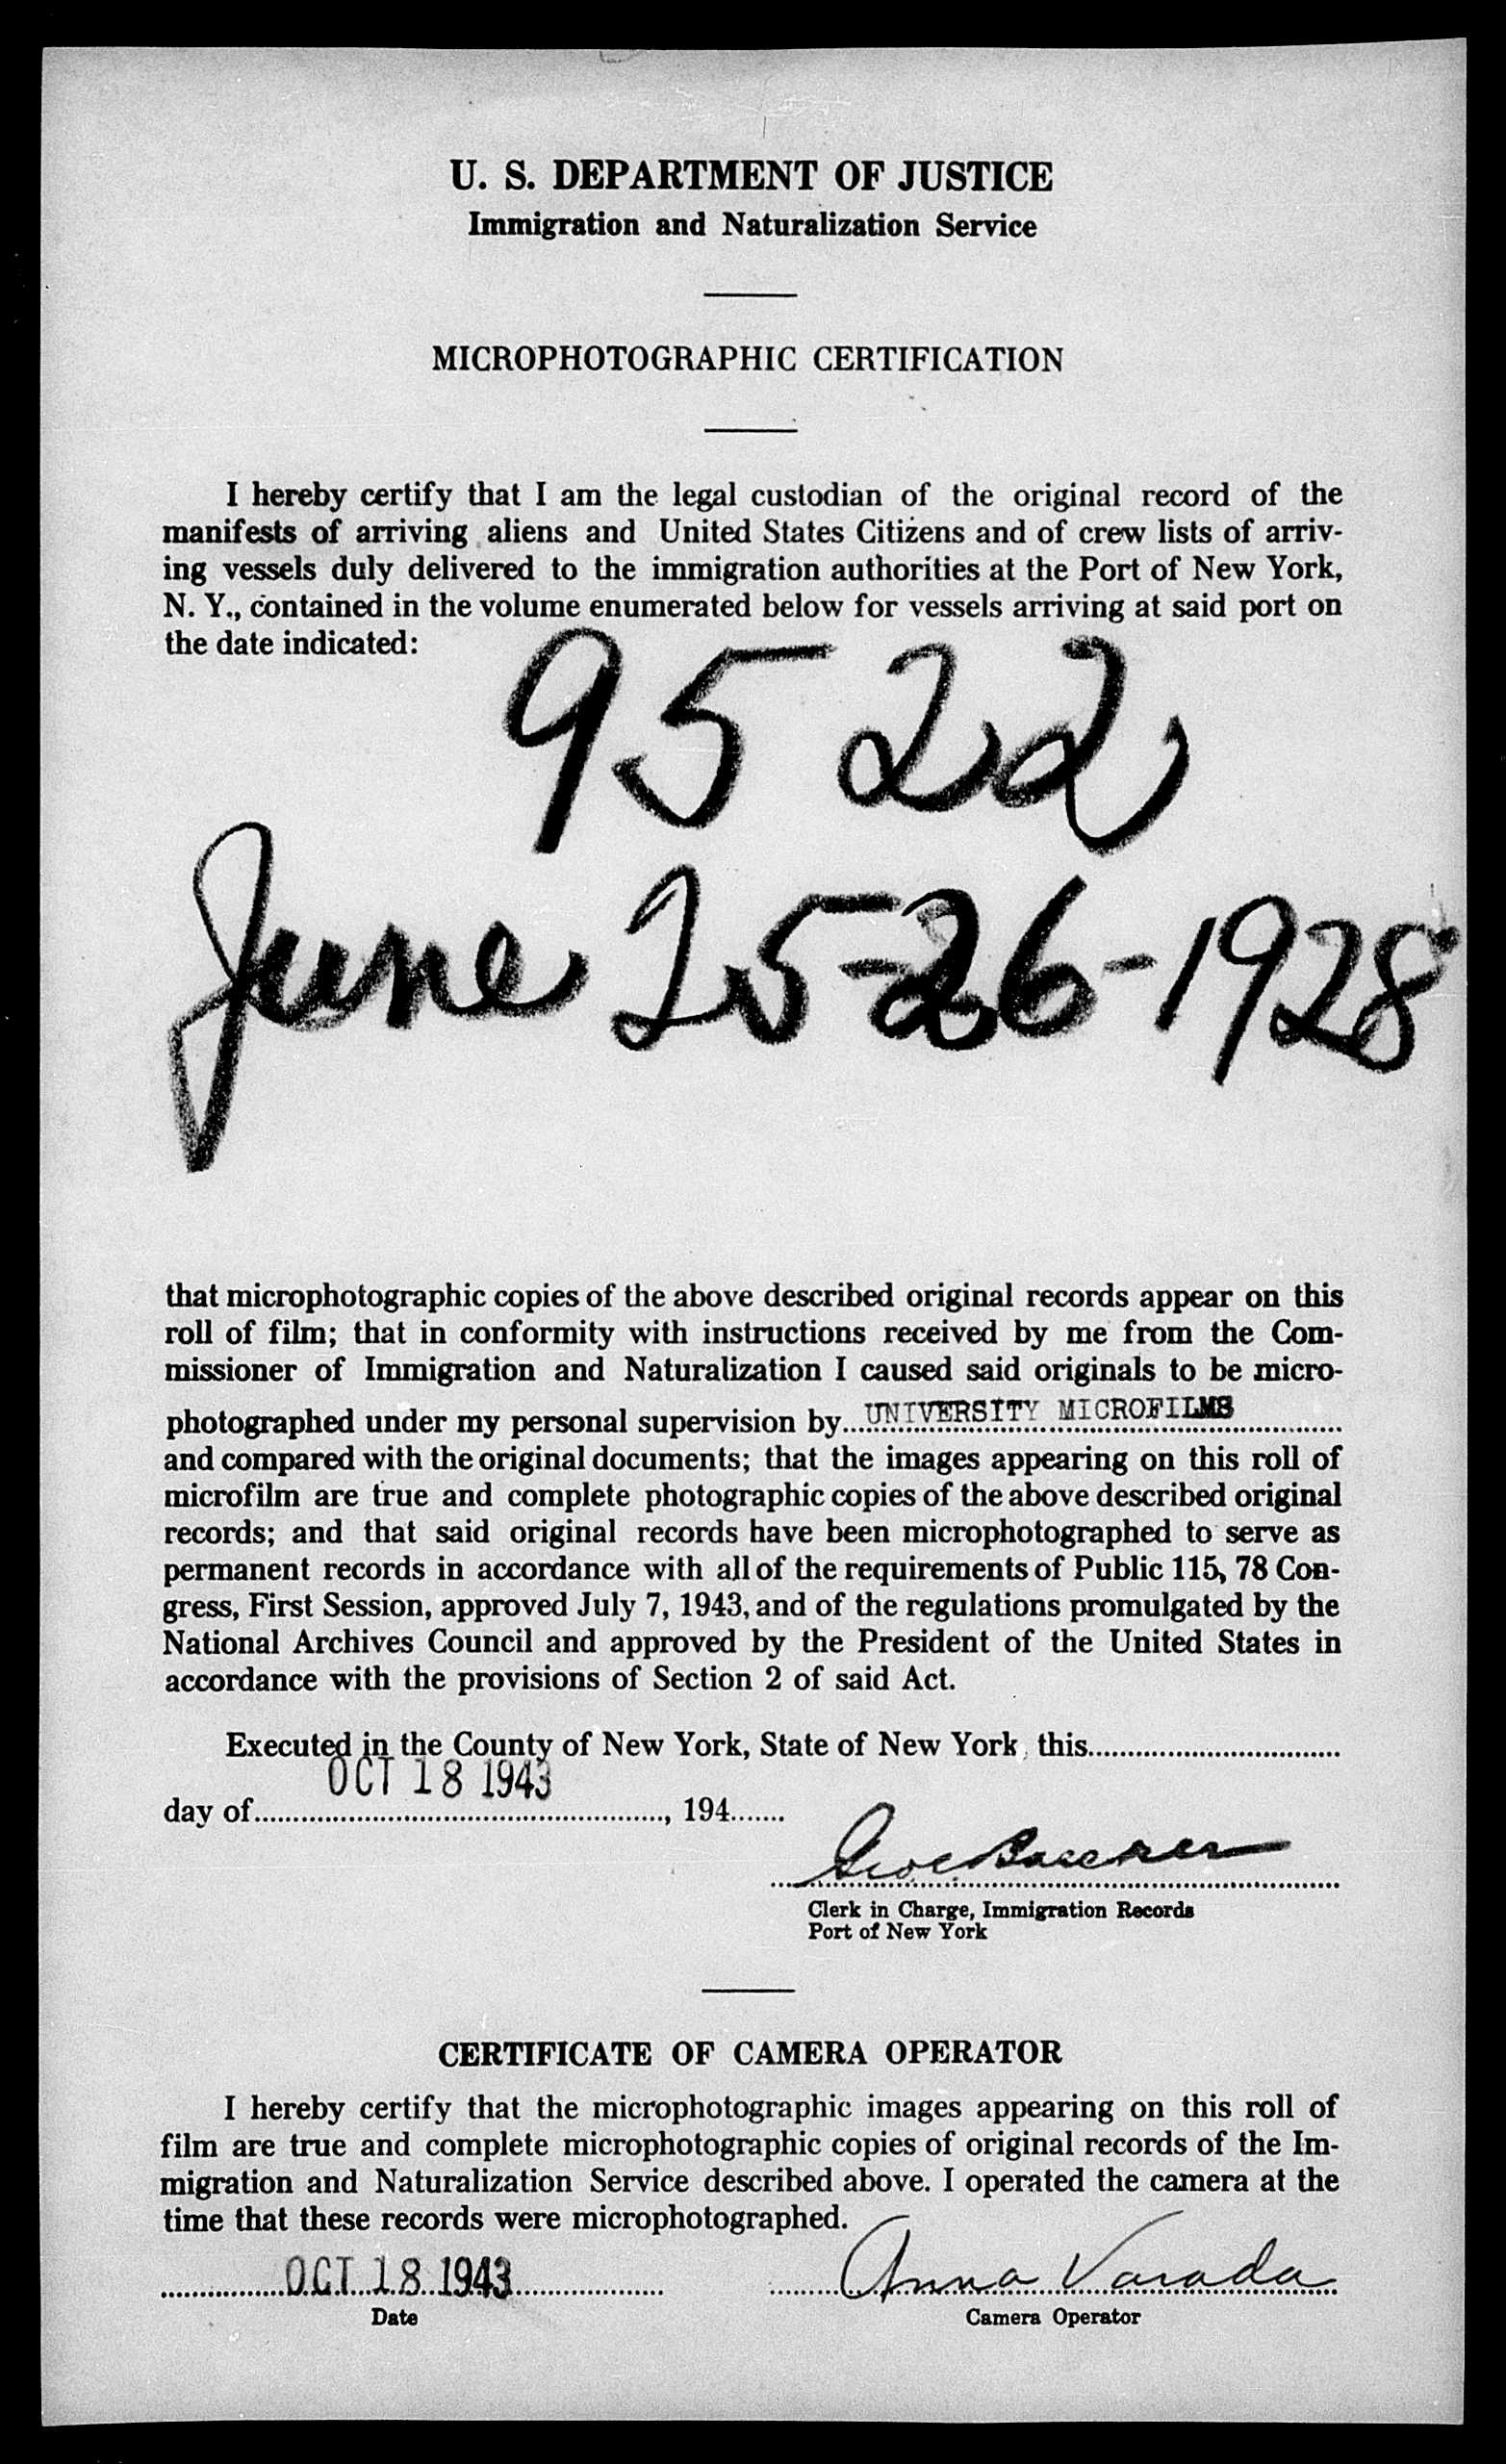 U. S. DEPARTMENT OF JUSTICE
Immigration and Naturalization Service
MICROPHOTOGRAPHIC CERTIFICATION
I hereby certify that I am the legal custodian of the original record of the
manifests of arriving aliens and United States Citizens and of crew lists of arriv-
ing vessels duly delivered to the immigration authorities at the Port of New York,
N. Y., contained in the volume enumerated below for vessels arriving at said port on
the date indicated:
9522
June 25-26-1928
that microphotographic copies of the above described original records appear on this
roll of film; that in conformity with instructions received by me from the Com-
missioner of Immigration and Naturalization I caused said originals to be micro-
photographed under my personal supervision by UNIVERSITY MICROFILMS
and compared with the original documents; that the images appearing on this roll of
microfilm are true and complete photographic copies of the above described original
records; and that said original records have been microphotographed to serve as
permanent records in accordance with all of the requirements of Public 115, 78 Con-
gress, First Session, approved July 7, 1943, and of the regulations promulgated by the
National Archives Council and approved by the President of the United States in
accordance with the provisions of Section 2 of said Act.
Executed in the County of New York, State of New York, this
OCT 18 1943
day of, 194
Clerk in Charge, Immigration Records
Port of New York
CERTIFICATE OF CAMERA OPERATOR
I hereby certify that the microphotographic images appearing on this roll of
film are true and complete microphotographic copies of original records of the Im-
migration and Naturalization Service described above. I operated the camera at the
time that these records were microphotographed.
OCT 18 1943 Anna Varada
Date Camera Operator